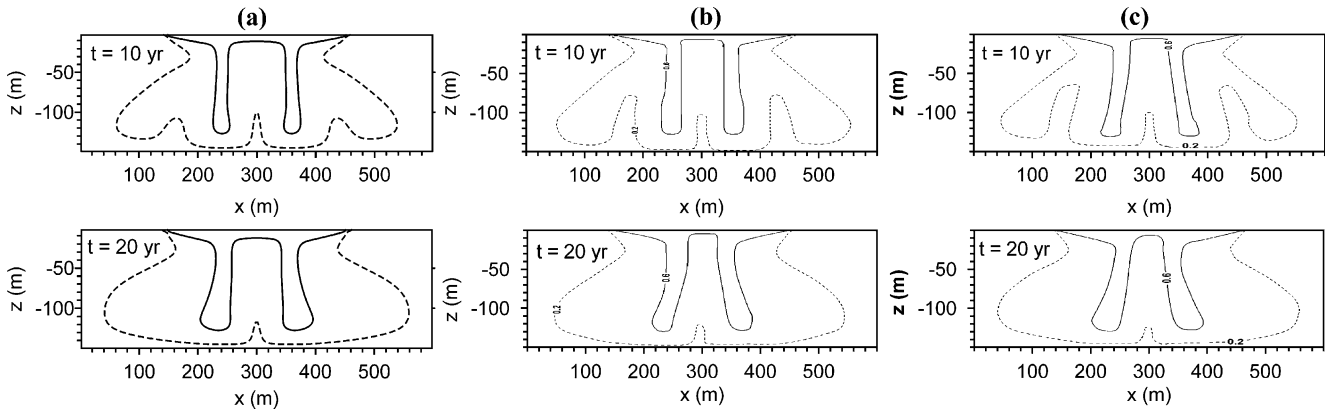 (a) (b) (c)
t = 10 yr t = 10 yr t = 10 yr
z (m) z (m) z (m) z (m)
-50 -50 -50
-100 -100 -100
0.6 0.6
0.2 0.2
100 200 300 400 500 100 200 300 400 500 100 200 300 400 500
x (m) x (m) x (m)
t = 20 yr t = 20 yr t = 20 yr
z (m) z (m) z (m) z (m)
-50 -50 -50
-100 -100 -100
0.6 0.6
0.2 0.2
100 200 300 400 500 100 200 300 400 500 100 200 300 400 500
x (m) x (m) x (m)